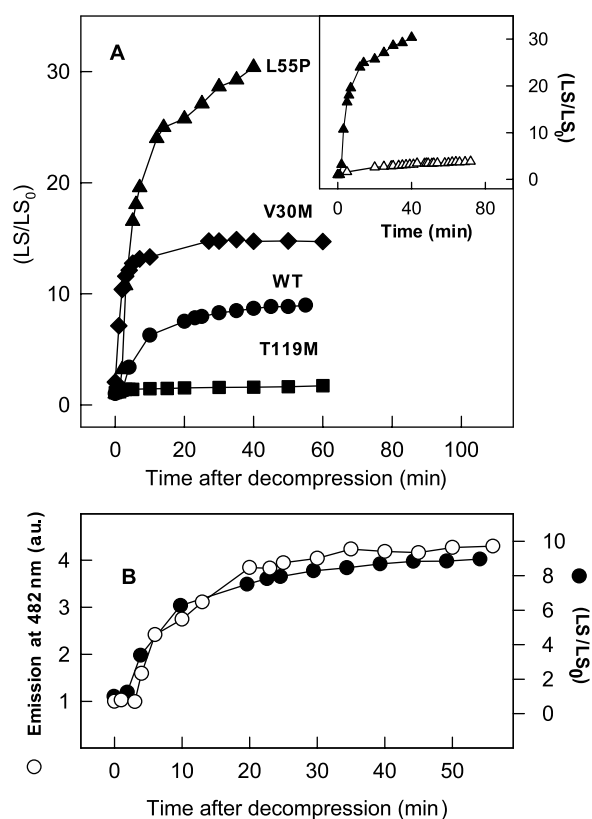 A
L55P
V30M
WT
T119M
(LS/LS0)
30
20
10
0
0 20 40 60 80 100
Time after decompression (min)
30
20
10
0
(LS/LS0)
0 40 80
Time (min)
B
Emission at 482 nm (au.)
4
3
2
1
10
8
6
4
2
0
(LS/LS0)
0 10 20 30 40 50
Time after decompression (min)